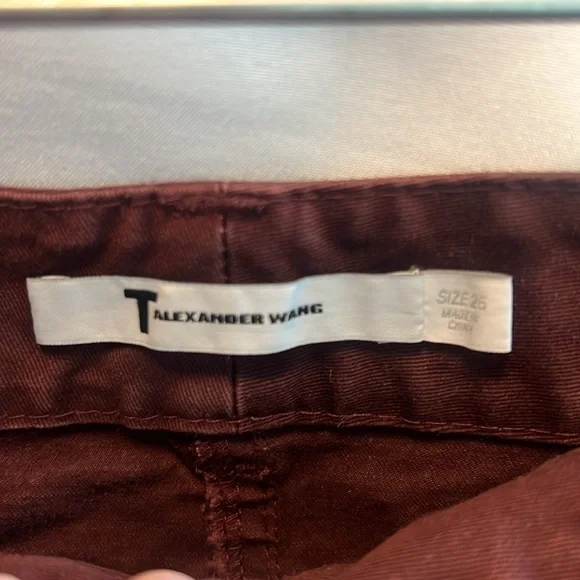 T ALEXANDER WANG
SIZE 25
MADE IN
CHINA